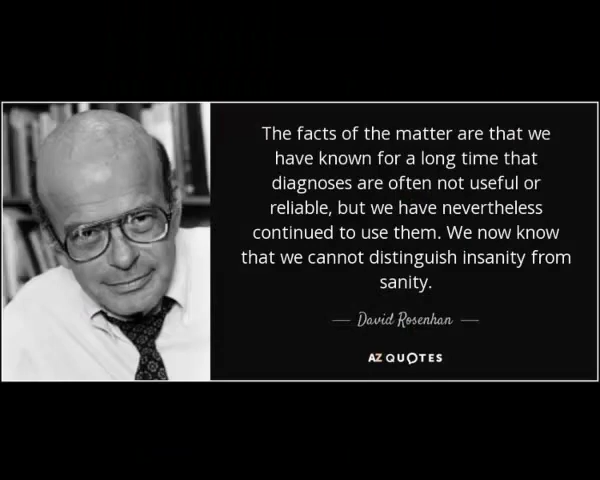 The facts of the matter are that we
have known for a long time that
diagnoses are often not useful or
reliable, but we have nevertheless
continued to use them. We now know
that we cannot distinguish insanity from
sanity.
— David Rosenhan —
AZ QUOTES